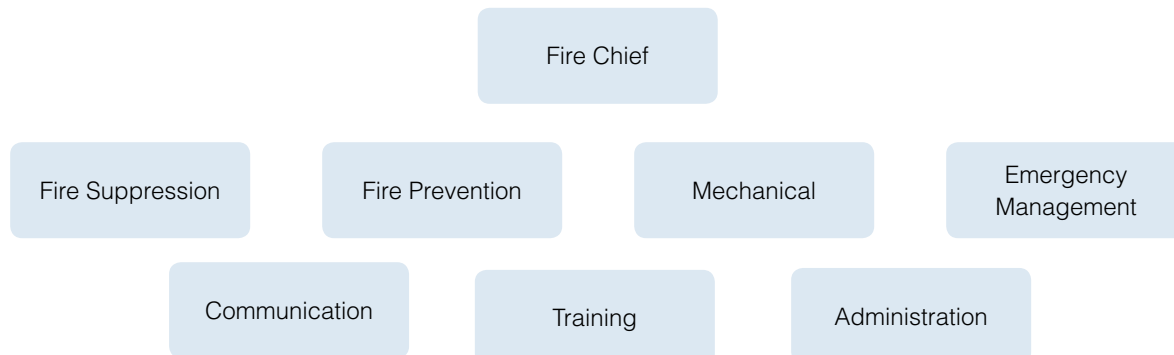 Fire Chief
Fire Suppression
Fire Prevention
Mechanical
Emergency
Management
Communication
Training
Administration